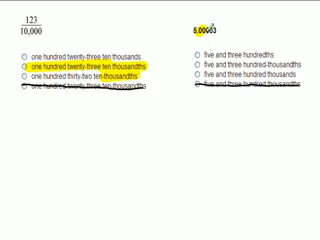 123
10,000
one hundred twenty-three ten thousands
one hundred twenty-three ten thousandths
one hundred thirty-two ten-thousandths
one hundred twenty three ten thousandths
5.00003
five and three hundredths
five and three hundred-thousandths
five and three hundred thousands
five and three hundred thousandths